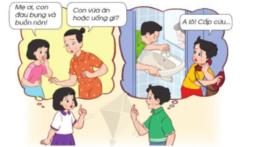 Mẹ ơi, con
đau bụng và
buồn nôn!
Con vừa ăn
hoặc uống gì?
A lô! Cấp cứu...